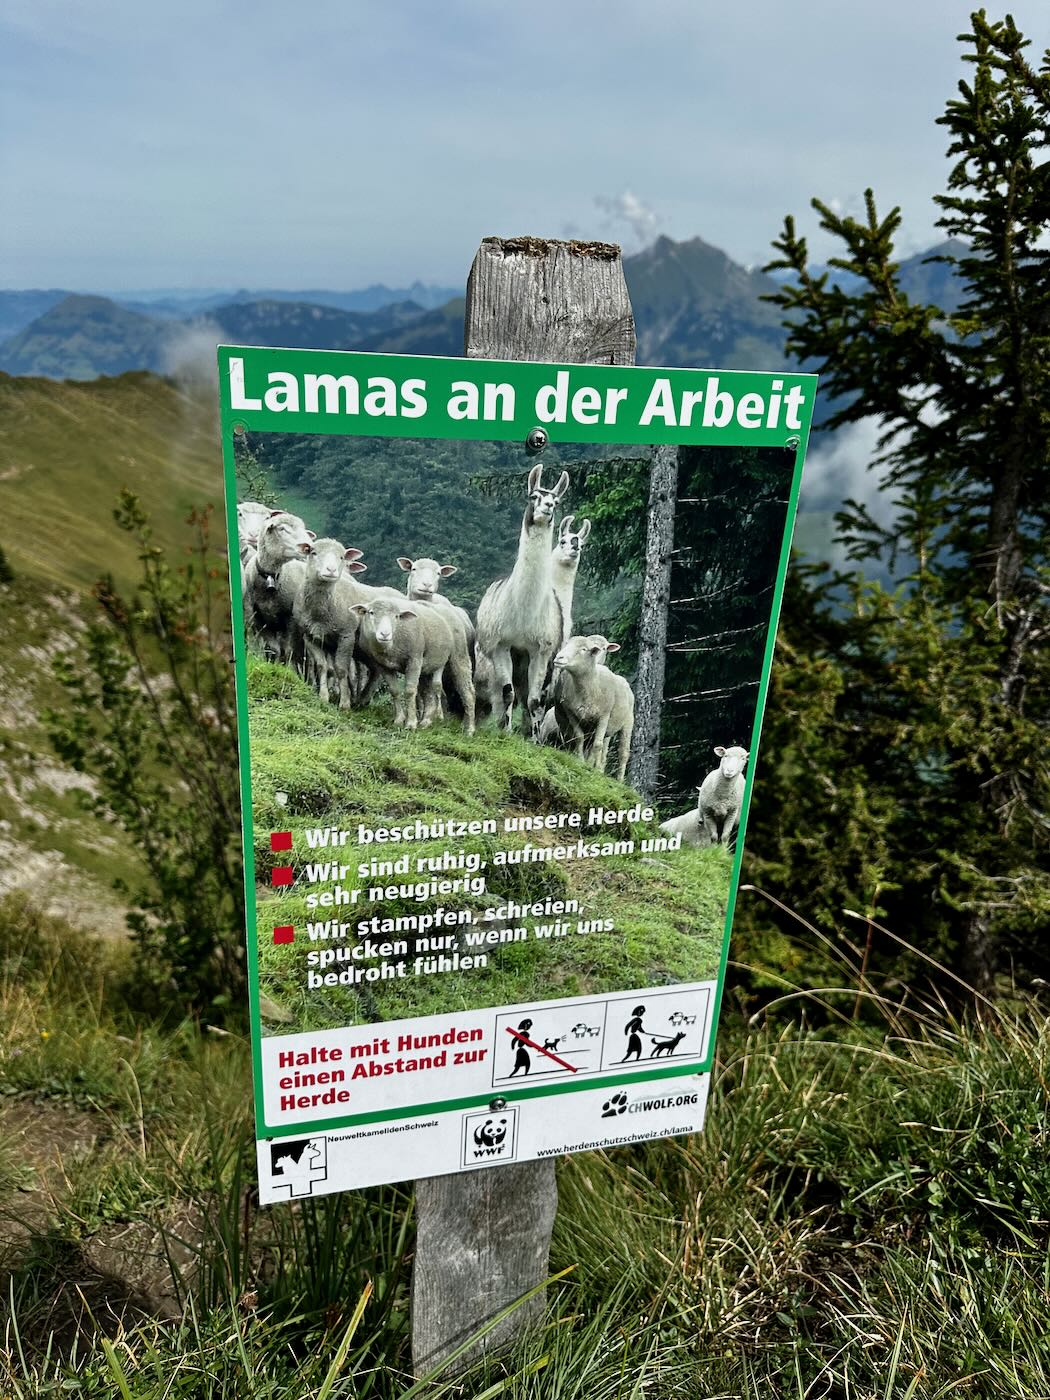 Lamas an der Arbeit
Wir beschützen unsere Herde
Wir sind ruhig, aufmerksam und
sehr neugierig
Wir stampfen, schreien,
spucken nur, wenn wir uns
bedroht fühlen
Halte mit Hunden
einen Abstand zur
Herde
NeuweltkamelidenSchweiz
WWF
CHWOLF.ORG
www.herdenschutzschweiz.ch/lama